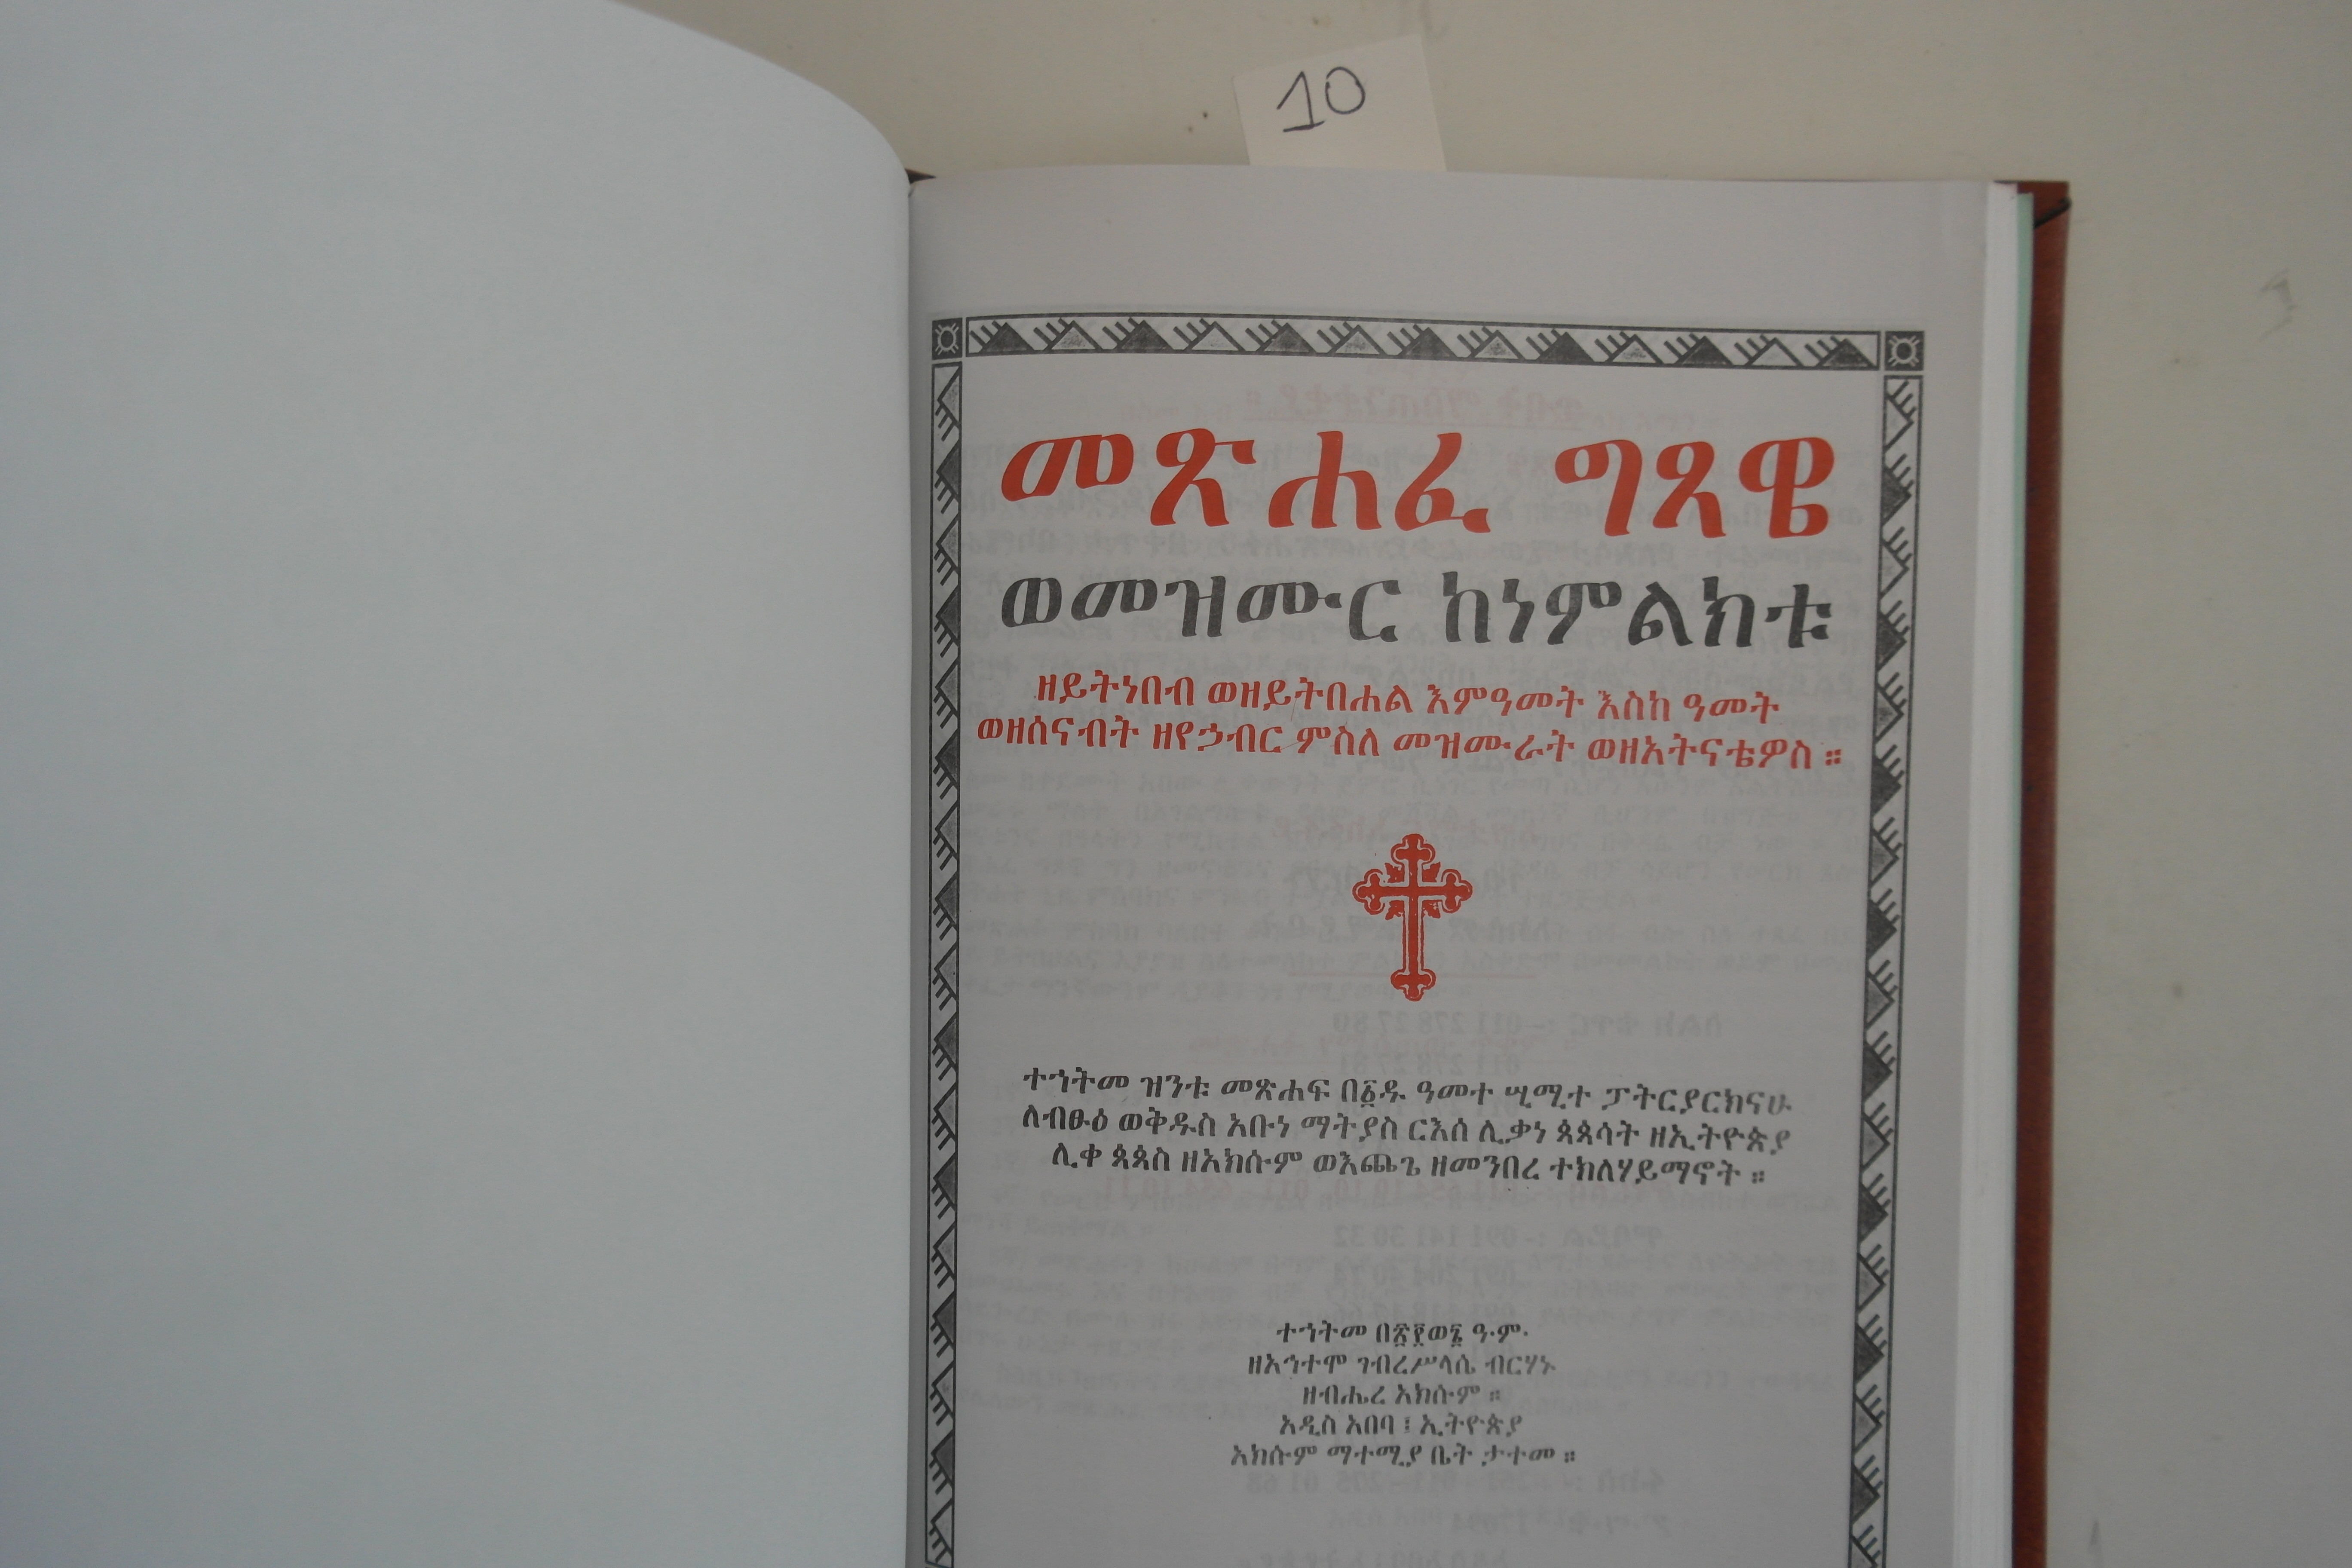 10
መጽሐፈ ግጻዌ
ወመዝሙር ከነምልክቱ
ዘይትነበብ ወዘይትበሐል እምዓመት እስከ ዓመት
ወዘሰናብት ዘየኃብር ምስለ መዝሙራት ወዘአትናቴዎስ ።
ተኀትመ ዝንቱ መጽሐፍ በ፩ዱ ዓመተ ሢሚተ ፓትርያርክናሁ
ለብፁዕ ወቅዱስ አቡነ ማትያስ ርእሰ ሊቃነ ጳጳሳት ዘኢትዮጵያ
ሊቀ ጳጳስ ዘአክሱም ወእጨጌ ዘመንበረ ተክለሃይማኖት ።
ተኀትመ በ፳፻ወ፮ ዓ·ም·
ዘአኅተሞ ገብረሥላሴ ብርሃኑ
ዘብሔረ አክሱም ።
አዲስ አበባ ፣ ኢትዮጵያ
አክሱም ማተሚያ ቤት ታተመ ።